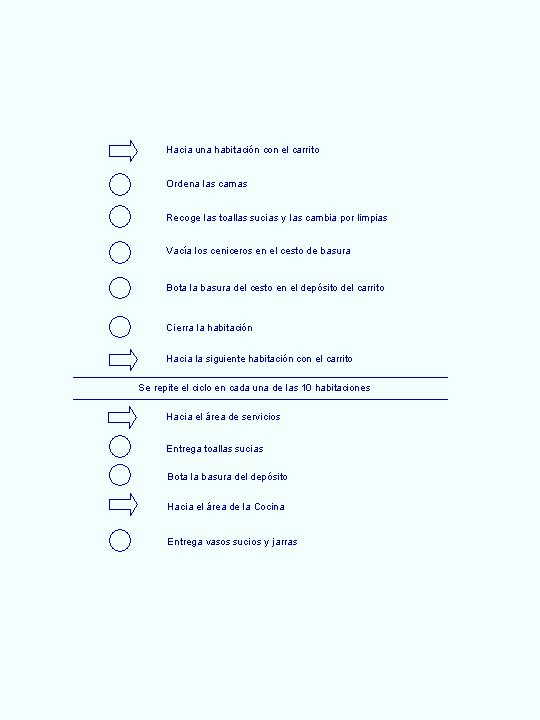 Hacia una habitación con el carrito
Ordena las camas
Recoge las toallas sucias y las cambia por limpias
Vacía los ceniceros en el cesto de basura
Bota la basura del cesto en el depósito del carrito
Cierra la habitación
Hacia la siguiente habitación con el carrito
Se repite el ciclo en cada una de las 10 habitaciones
Hacia el área de servicios
Entrega toallas sucias
Bota la basura del depósito
Hacia el área de la Cocina
Entrega vasos sucios y jarras